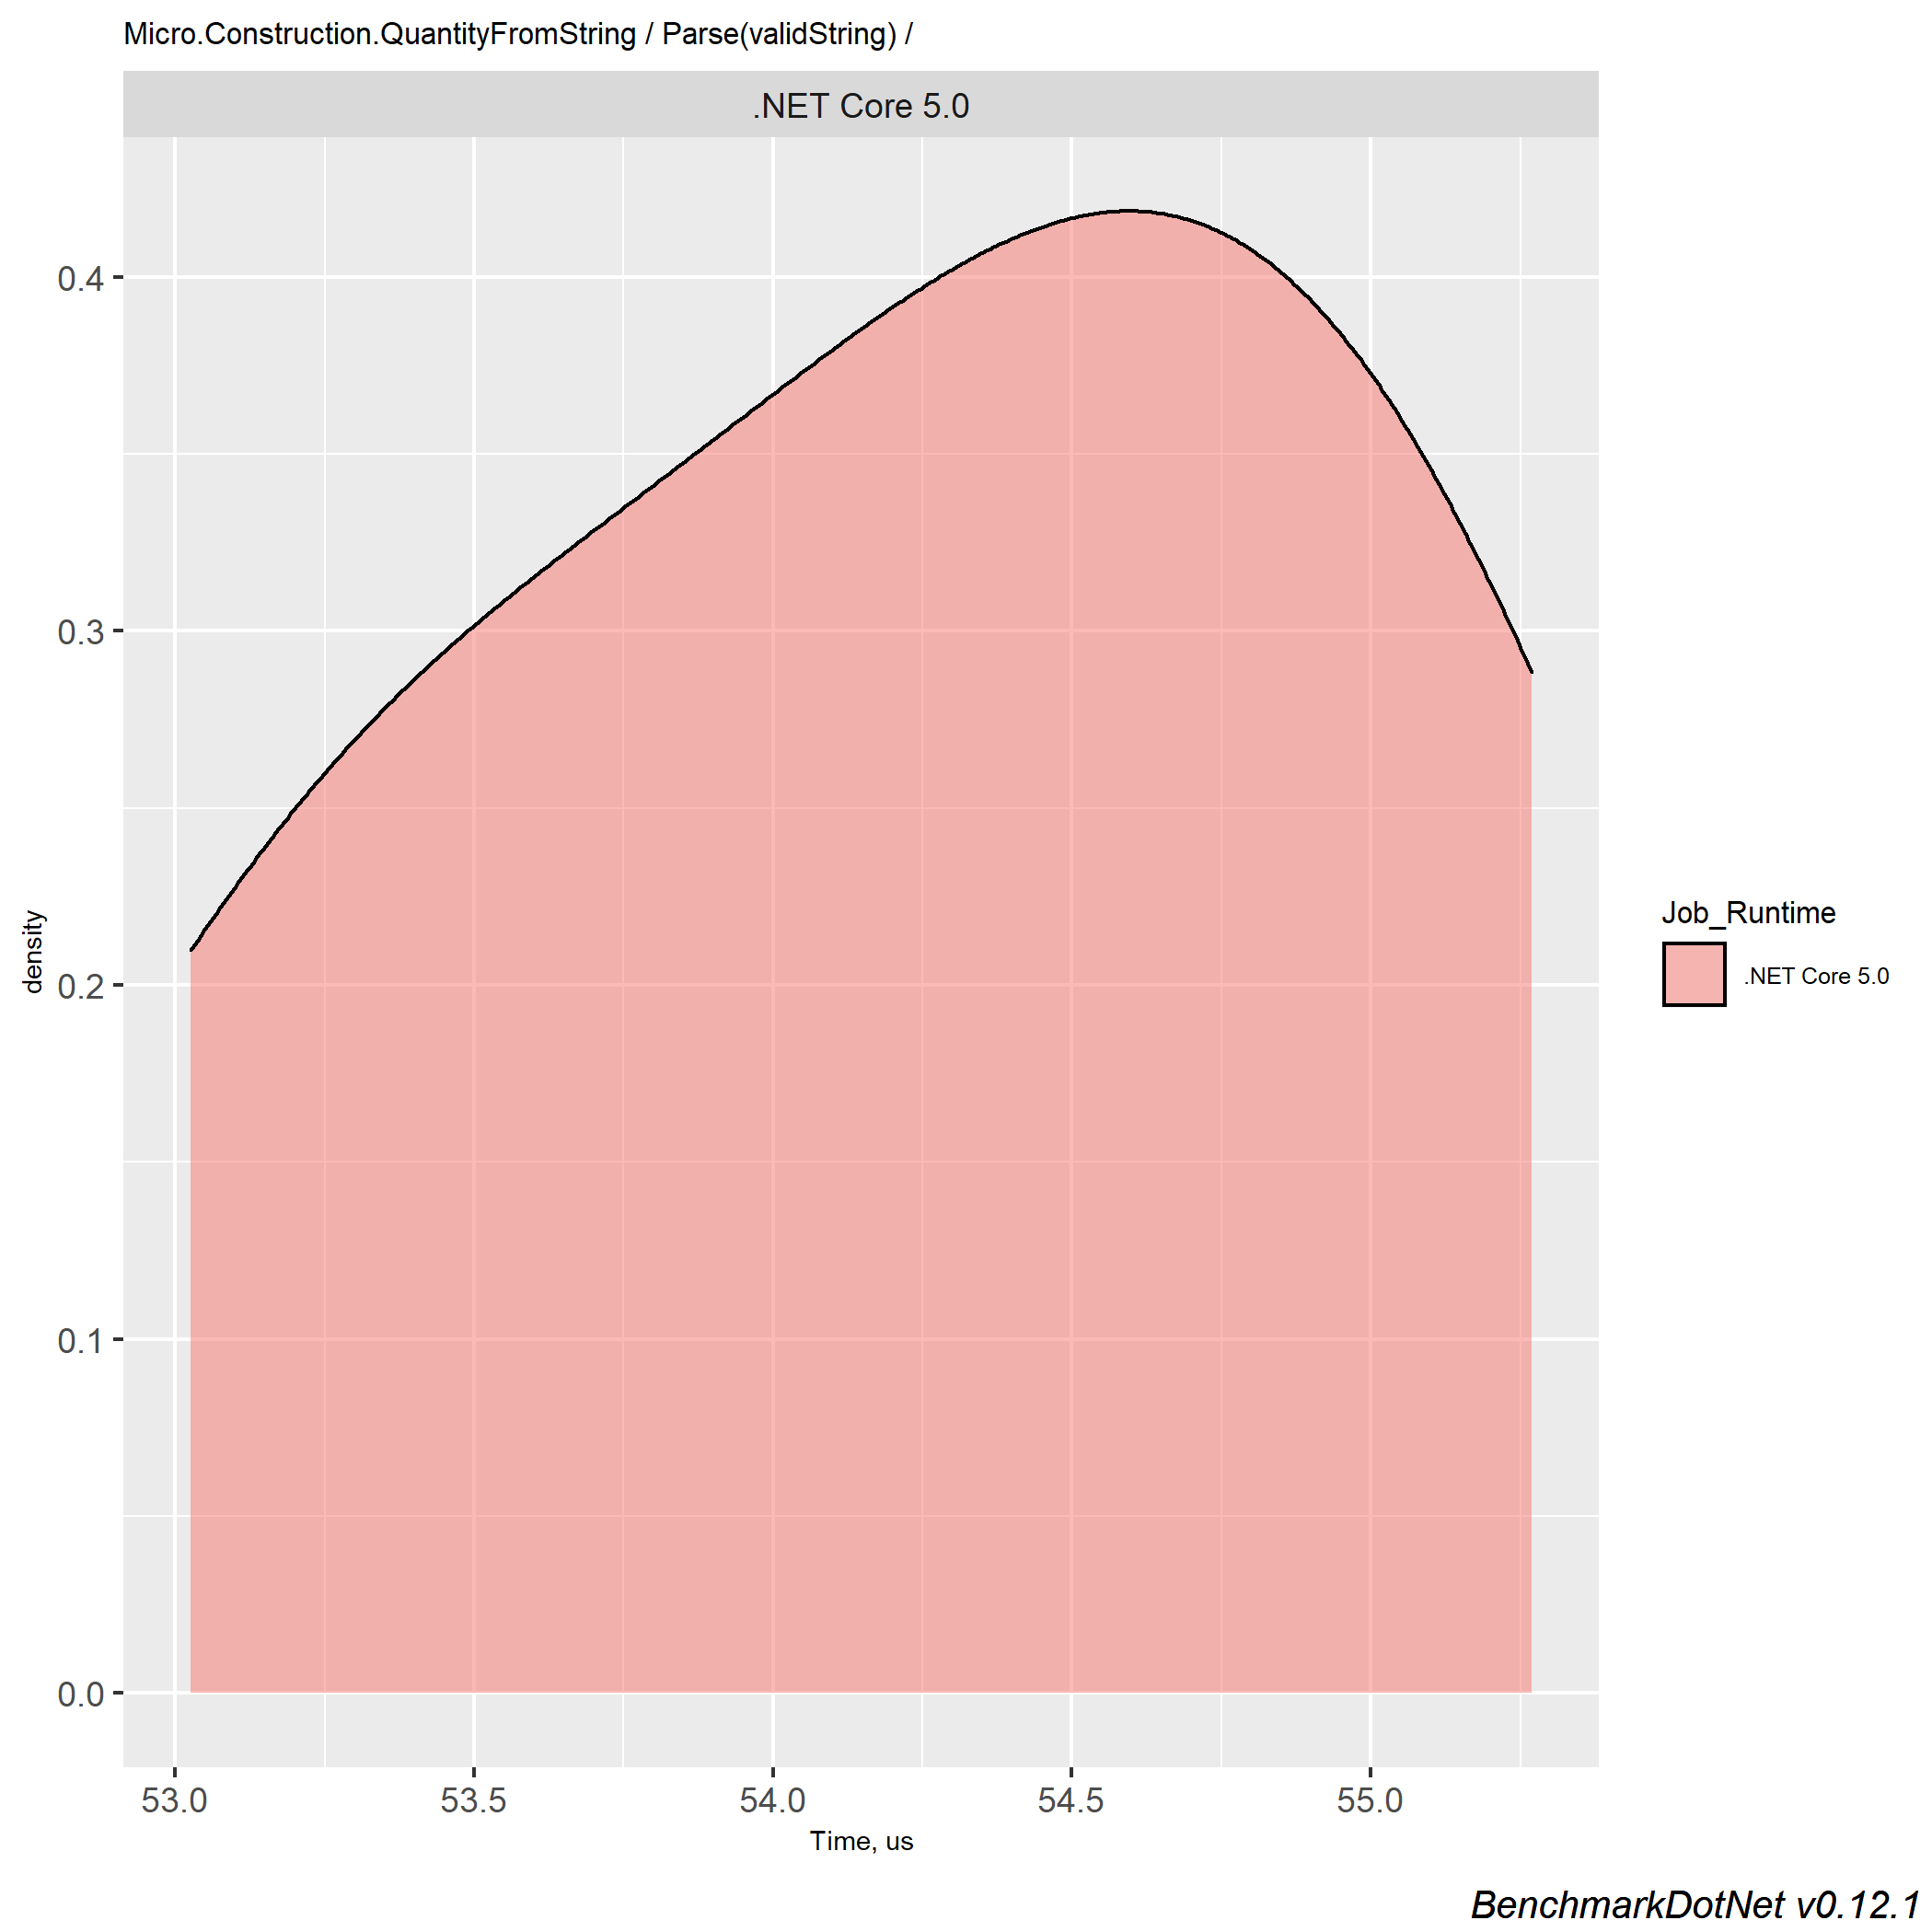 Micro.Construction.QuantityFromString / Parse(validString) /
.NET Core 5.0
0.4
0.3
0.2
0.1
0.0
density
53.0 53.5 54.0 54.5 55.0
Time, us
Job_Runtime
.NET Core 5.0
BenchmarkDotNet v0.12.1